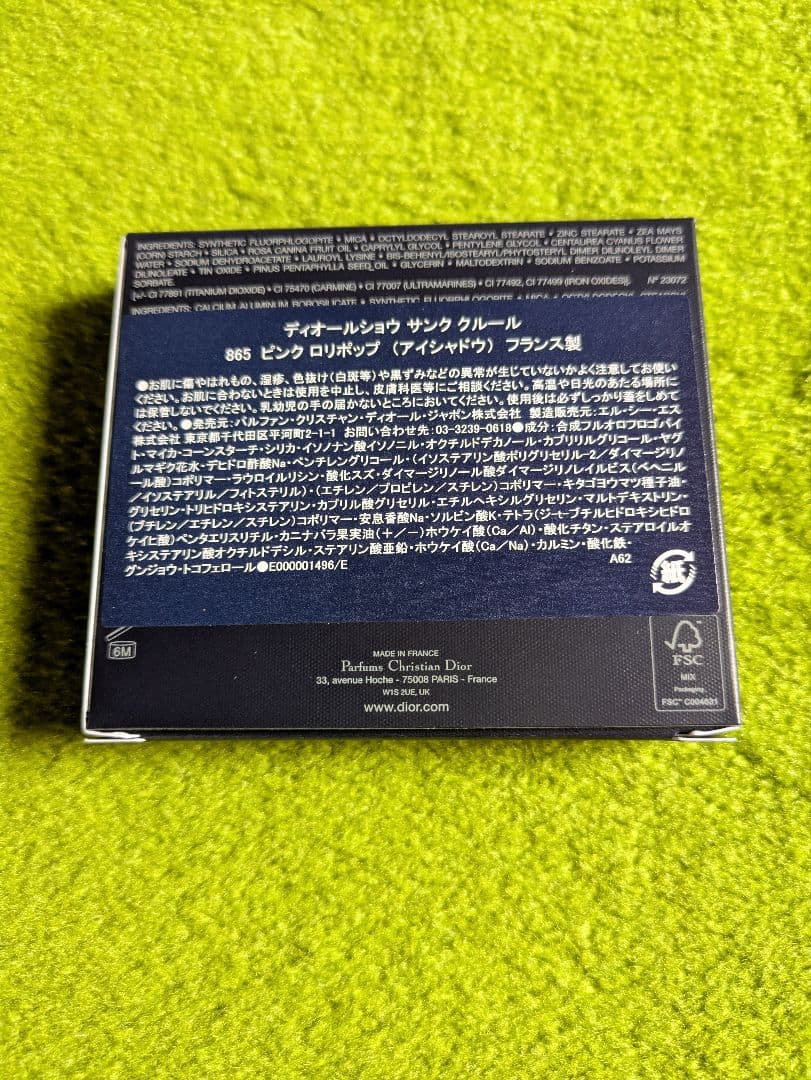 INGREDIENTS: SYNTHETIC FLUORPHLOGOPITE • MICA • OCTYLDODECYL STEAROYL STEARATE • ZINC STEARATE • ZEA MAYS
(CORN) STARCH • SILICA • ROSA CANINA FRUIT OIL • CAPRYLYL GLYCOL • PENTYLENE GLYCOL • CENTAUREA CYANUS FLOWER
WATER • SODIUM DEHYDROACETATE • LAUROYL LYSINE • BIS-BEHENYL/ISOSTEARYL/PHYTOSTERYL DIMER DILINOLEYL DIMER
DILINOLEATE • TIN OXIDE • PINUS PENTAPHYLLA SEED OIL • GLYCERIN • MALTODEXTRIN • SODIUM BENZOATE • POTASSIUM
SORBATE.
[+/- CI 77891 (TITANIUM DIOXIDE) • CI 75470 (CARMINE) • CI 77007 (ULTRAMARINES) • CI 77492, CI 77499 (IRON OXIDES)]. N° 23072
INGREDIENTS: CALCIUM ALUMINUM BOROSILICATE • SYNTHETIC FLUORPHLOGOPITE • MICA • OCTYLDODECYL STEAROYL
ディオールショウ サンク クルール
865 ピンク ロリポップ （アイシャドウ） フランス製
●お肌に傷やはれもの、湿疹、色抜け(白斑等)や黒ずみなどの異常が生じていないかよく注意してお使い
ください。お肌に合わないときは使用を中止し、皮膚科医等にご相談ください。高温や日光のあたる場所に
は保管しないでください。乳幼児の手の届かないところにおいてください。使用後は必ずしっかり蓋をしめて
ください。●発売元:パルファン・クリスチャン・ディオール・ジャポン株式会社 製造販売元:エル・シー・エス
株式会社 東京都千代田区平河町2-1-1 お問い合わせ先:03-3239-0618●成分:合成フルオロフロゴパイ
ト・マイカ・コーンスターチ・シリカ・イソノナン酸イソノニル・オクチルドデカノール・カプリリルグリコール・ヤグ
ルマギク花水・デヒドロ酢酸Na・ペンチレングリコール・(イソステアリン酸ポリグリセリル-2／ダイマージリノ
ール酸)コポリマー・ラウロイルリシン・酸化スズ・ダイマージリノール酸ダイマージリノレイルビス(ベヘニル
／イソステアリル／フィトステリル)・(エチレン／プロピレン／スチレン)コポリマー・キタゴヨウマツ種子油・
グリセリン・トリヒドロキシステアリン・カプリル酸グリセリル・エチルヘキシルグリセリン・マルトデキストリン・
(ブチレン／エチレン／スチレン)コポリマー・安息香酸Na・ソルビン酸K・テトラ(ジ-t-ブチルヒドロキシヒドロ
ケイヒ酸)ペンタエリスリチル・カニナバラ果実油(＋／－)ホウケイ酸(Ca／Al)・酸化チタン・ステアロイルオ
キシステアリン酸オクチルドデシル・ステアリン酸亜鉛・ホウケイ酸(Ca／Na)・カルミン・酸化鉄・
グンジョウ・トコフェロール●E000001496/E A62
紙
6M
MADE IN FRANCE
Parfums Christian Dior
33, avenue Hoche - 75008 PARIS - France
W1S 2UE, UK
www.dior.com
FSC
MIX
Packaging
FSC™ C004631